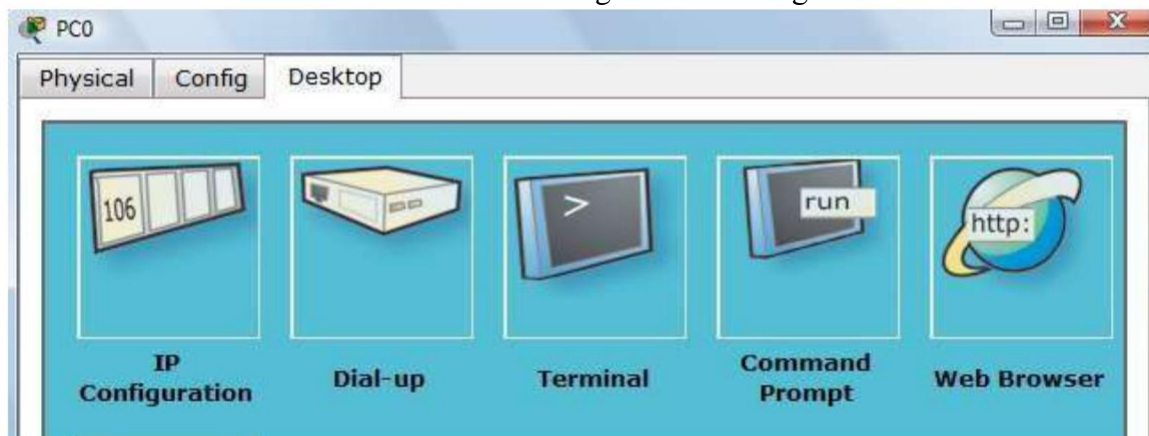 PC0
Physical Config Desktop
106
>
run
http:
IP
Configuration
Dial-up
Terminal
Command
Prompt
Web Browser